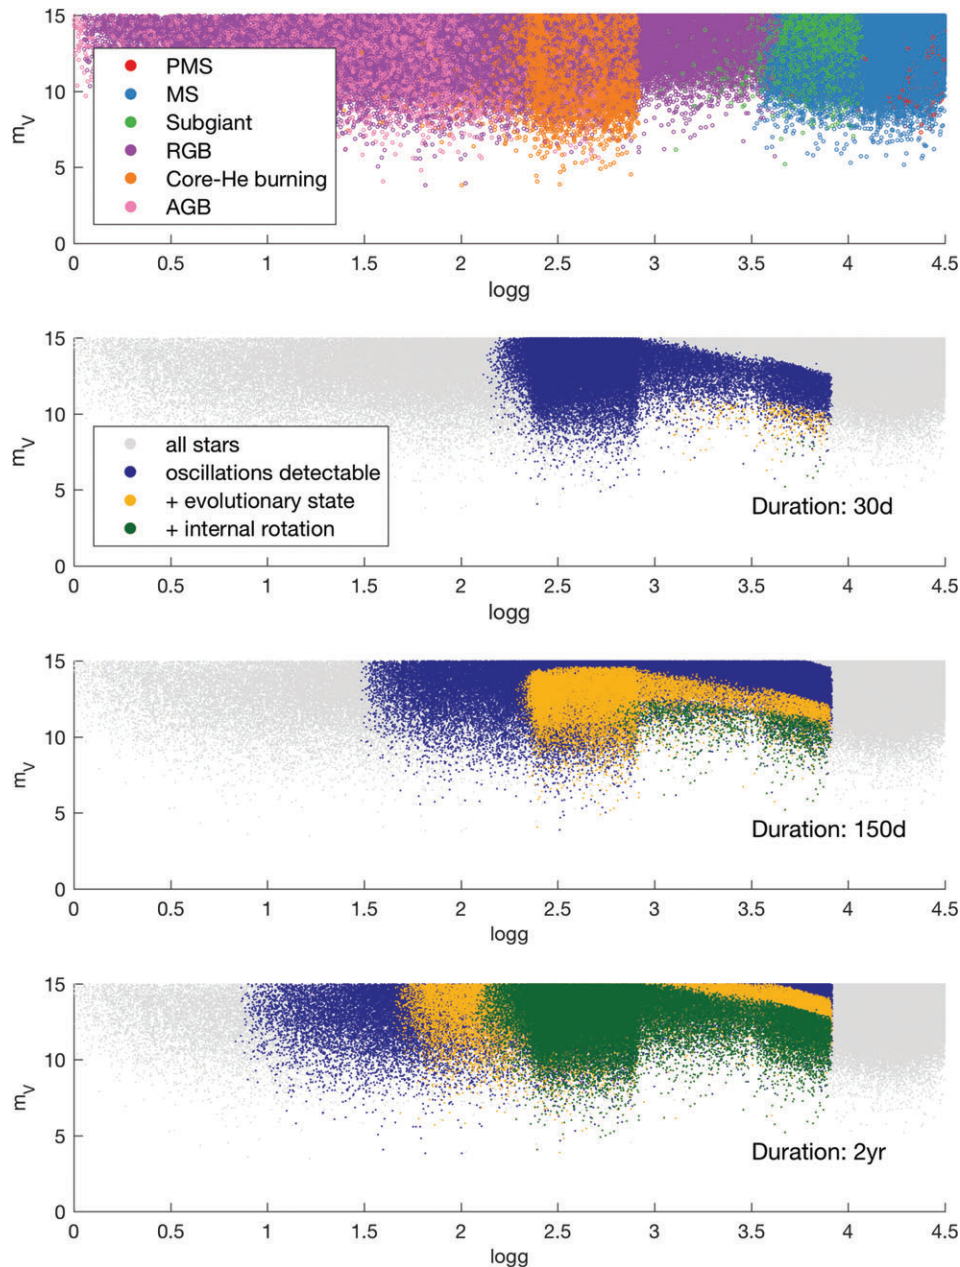 15
10
5
0
m_V
PMS
MS
Subgiant
RGB
Core-He burning
AGB
0 0.5 1 1.5 2 2.5 3 3.5 4 4.5
logg
15
10
5
0
m_V
all stars
oscillations detectable
+ evolutionary state
+ internal rotation
Duration: 30d
0 0.5 1 1.5 2 2.5 3 3.5 4 4.5
logg
15
10
5
0
m_V
Duration: 150d
0 0.5 1 1.5 2 2.5 3 3.5 4 4.5
logg
15
10
5
0
m_V
Duration: 2yr
0 0.5 1 1.5 2 2.5 3 3.5 4 4.5
logg